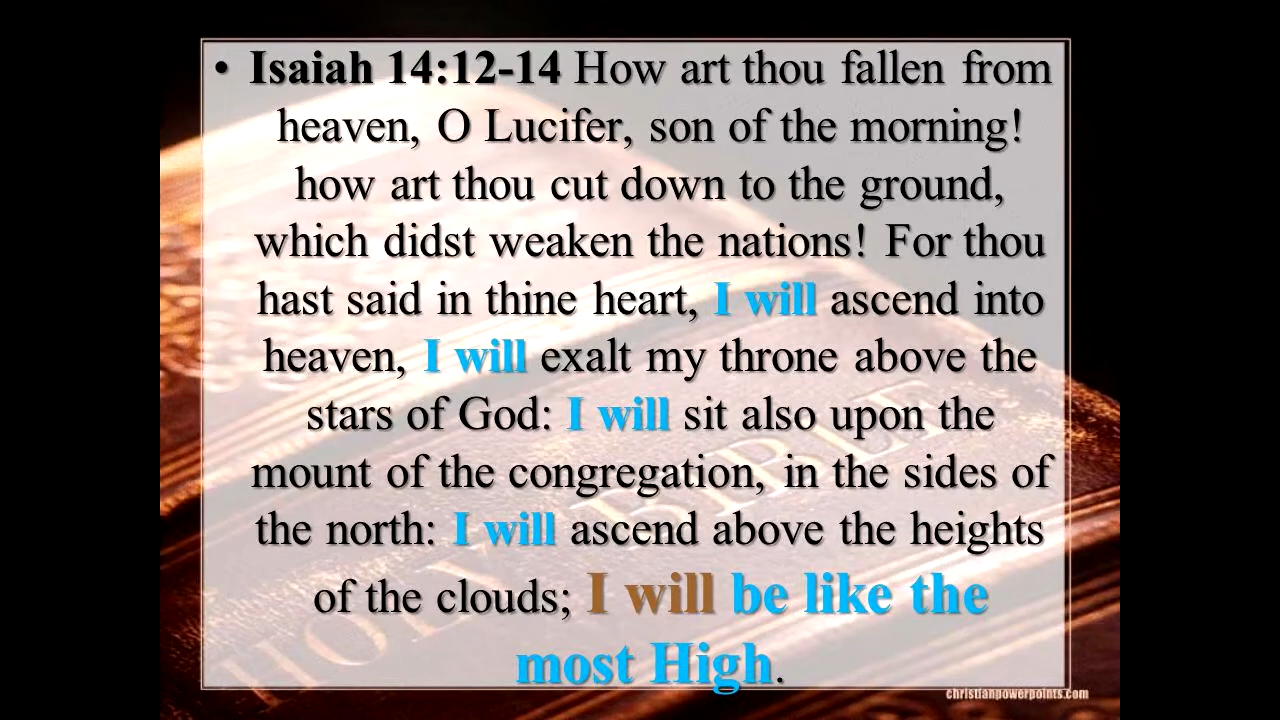 • Isaiah 14:12-14 How art thou fallen from
heaven, O Lucifer, son of the morning!
how art thou cut down to the ground,
which didst weaken the nations! For thou
hast said in thine heart, I will ascend into
heaven, I will exalt my throne above the
stars of God: I will sit also upon the
mount of the congregation, in the sides of
the north: I will ascend above the heights
of the clouds; I will be like the
most High.
HOLY BIBLE
christianpowerpoints.com